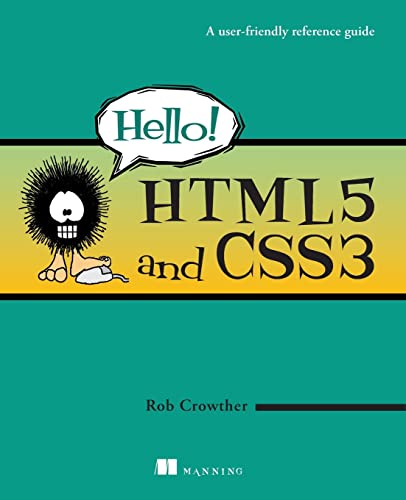 A user-friendly reference guide
Hello!
HTML5
and CSS3
Rob Crowther
MANNING